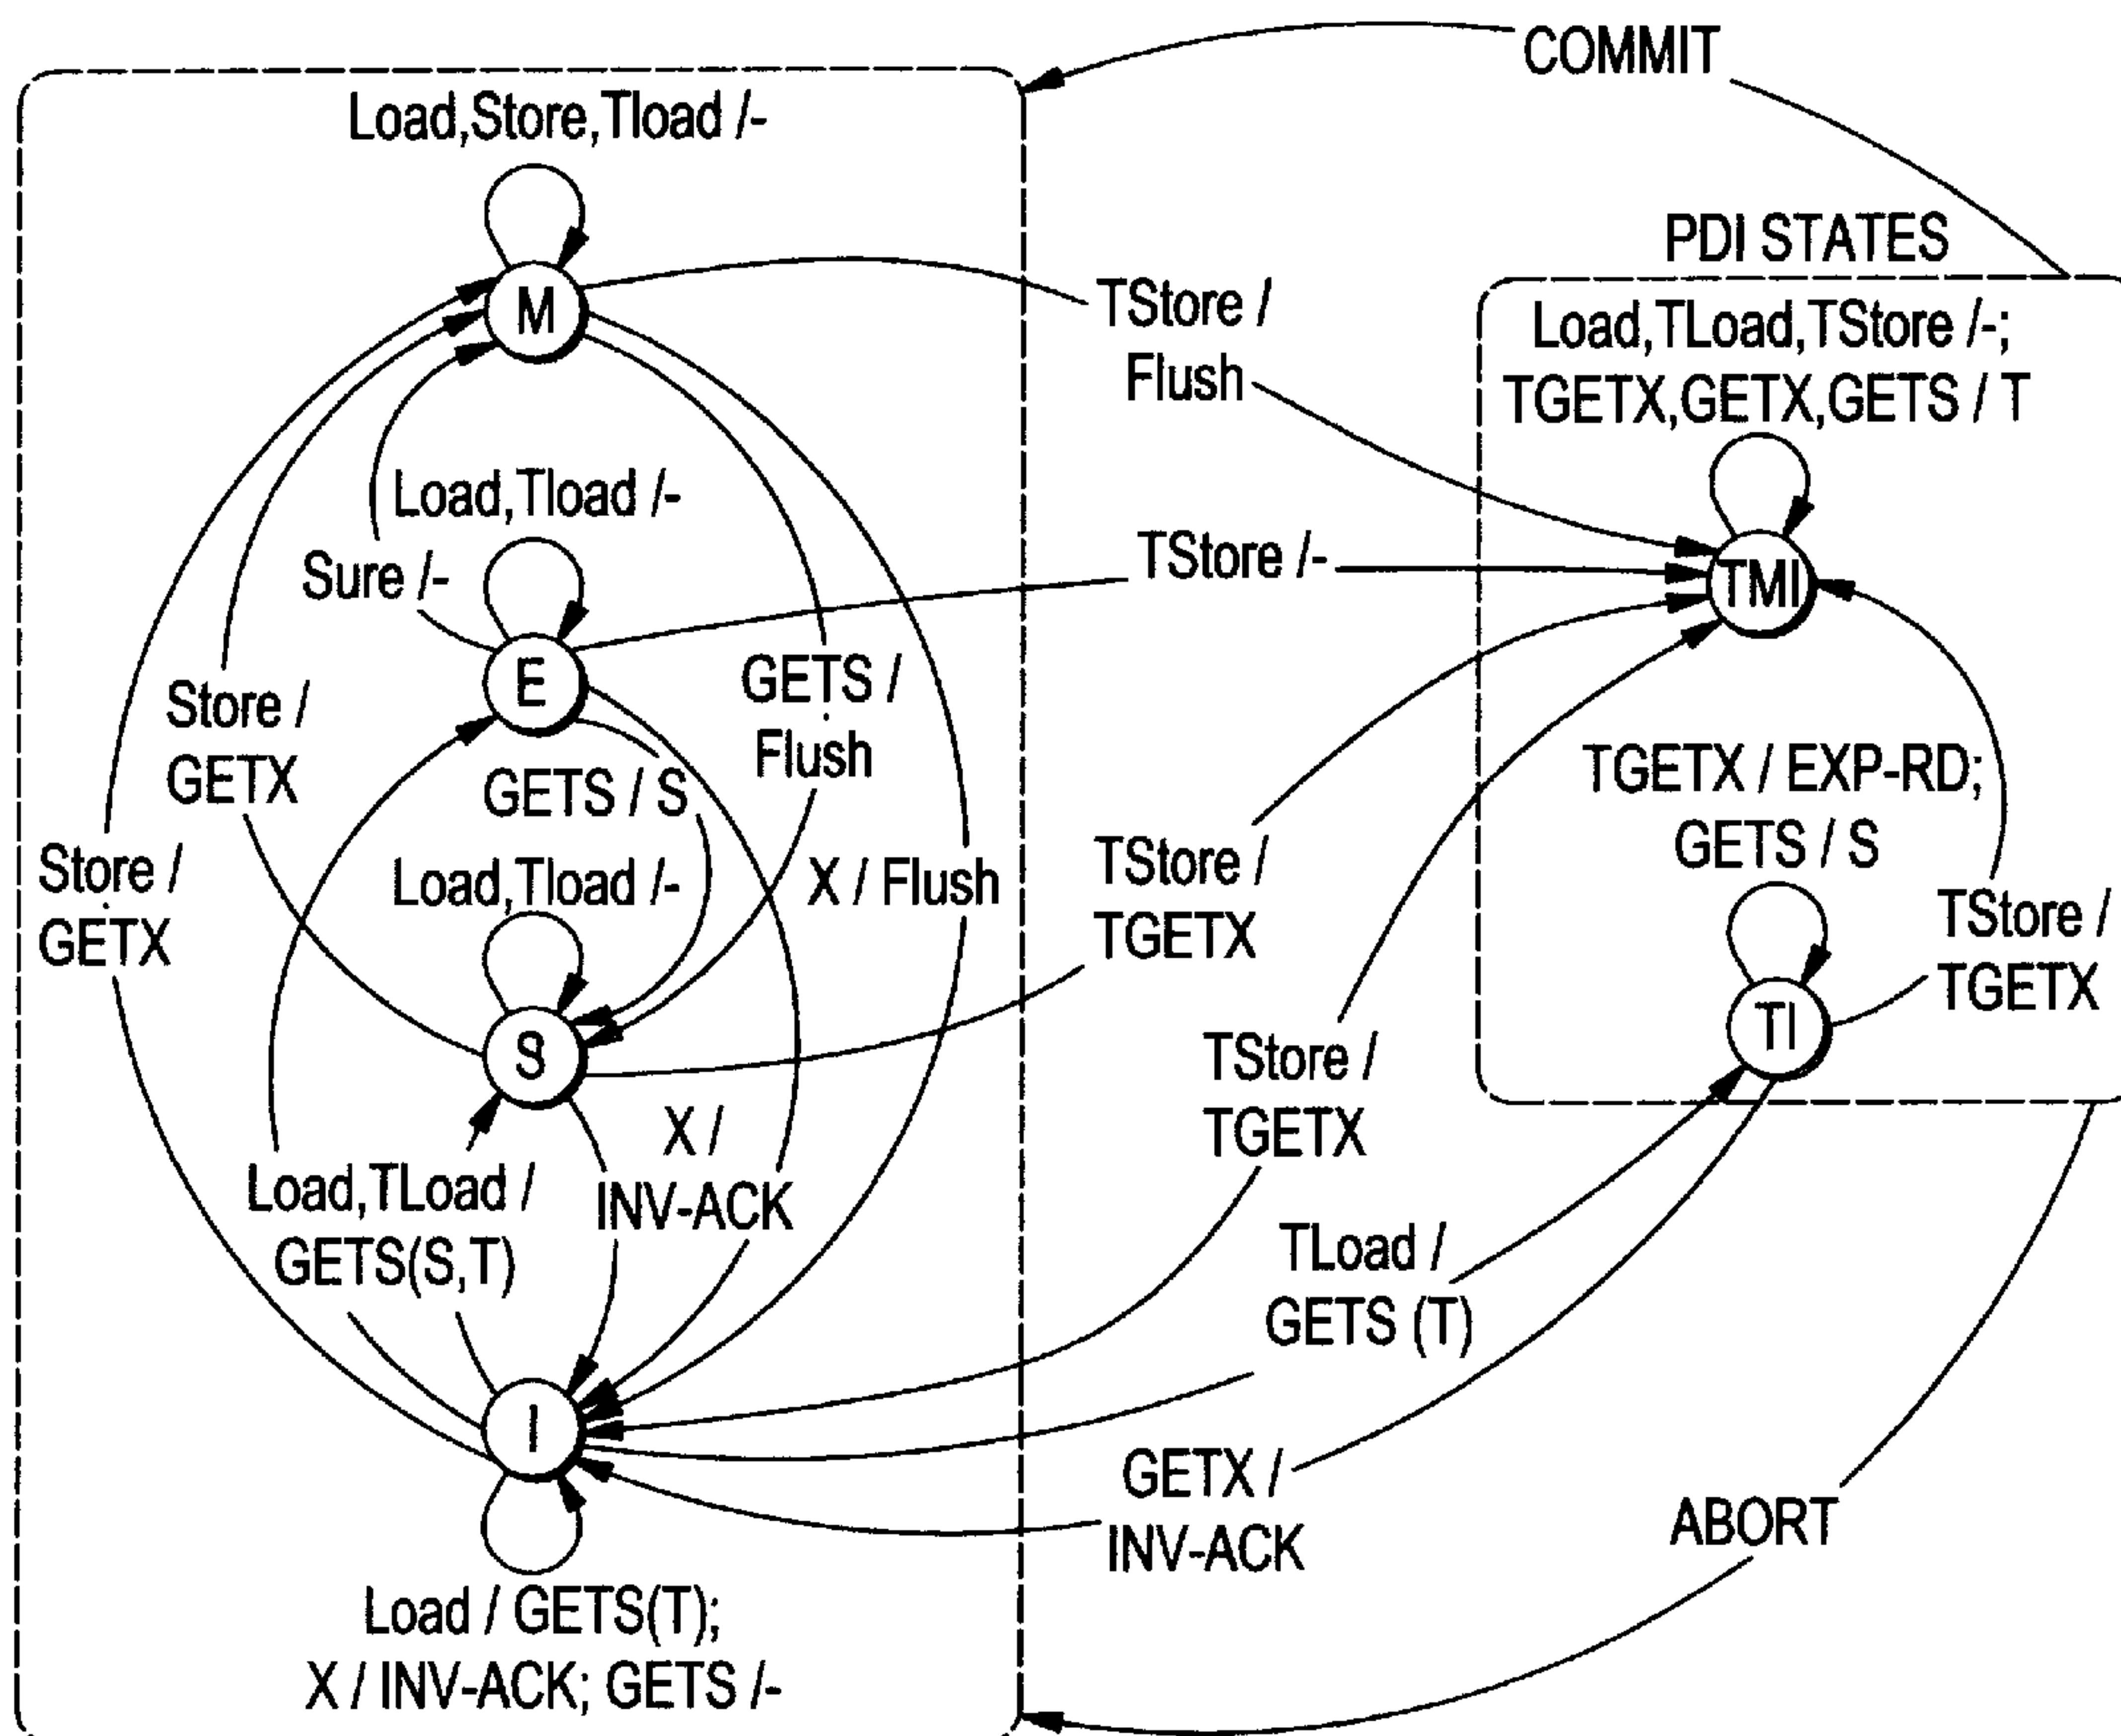 COMMIT
Load,Store,Tload /-
M
PDI STATES
TStore /
Flush
Load,TLoad,TStore /-;
TGETX,GETX,GETS / T
TMI
Load,Tload /-
Sure /-
E
TStore /-
Store /
GETX
GETS /
Flush
GETS / S
TGETX / EXP-RD;
GETS / S
Store /
GETX
Load,Tload /-
X / Flush
TStore /
TGETX
TStore /
TGETX
S
TI
TStore /
TGETX
X /
INV-ACK
Load,TLoad /
GETS(S,T)
TLoad /
GETS (T)
I
GETX /
INV-ACK
ABORT
Load / GETS(T);
X / INV-ACK; GETS /-